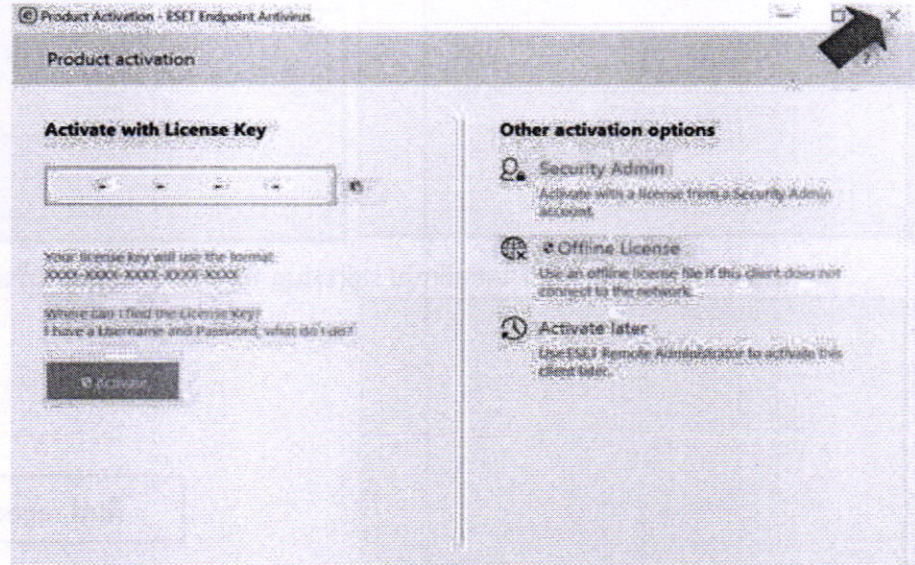 Product Activation - ESET Endpoint Antivirus
Product activation
?
Activate with License Key
- - - -
Your license key will use the format:
XXXX-XXXX-XXXX-XXXX-XXXX
Where can I find the License Key?
I have a Username and Password, what do I do?
Activate
Other activation options
Security Admin
Activate with a license from a Security Admin
account.
Offline License
Use an offline license file if this client does not
connect to the network.
Activate later
Use ESET Remote Administrator to activate this
client later.